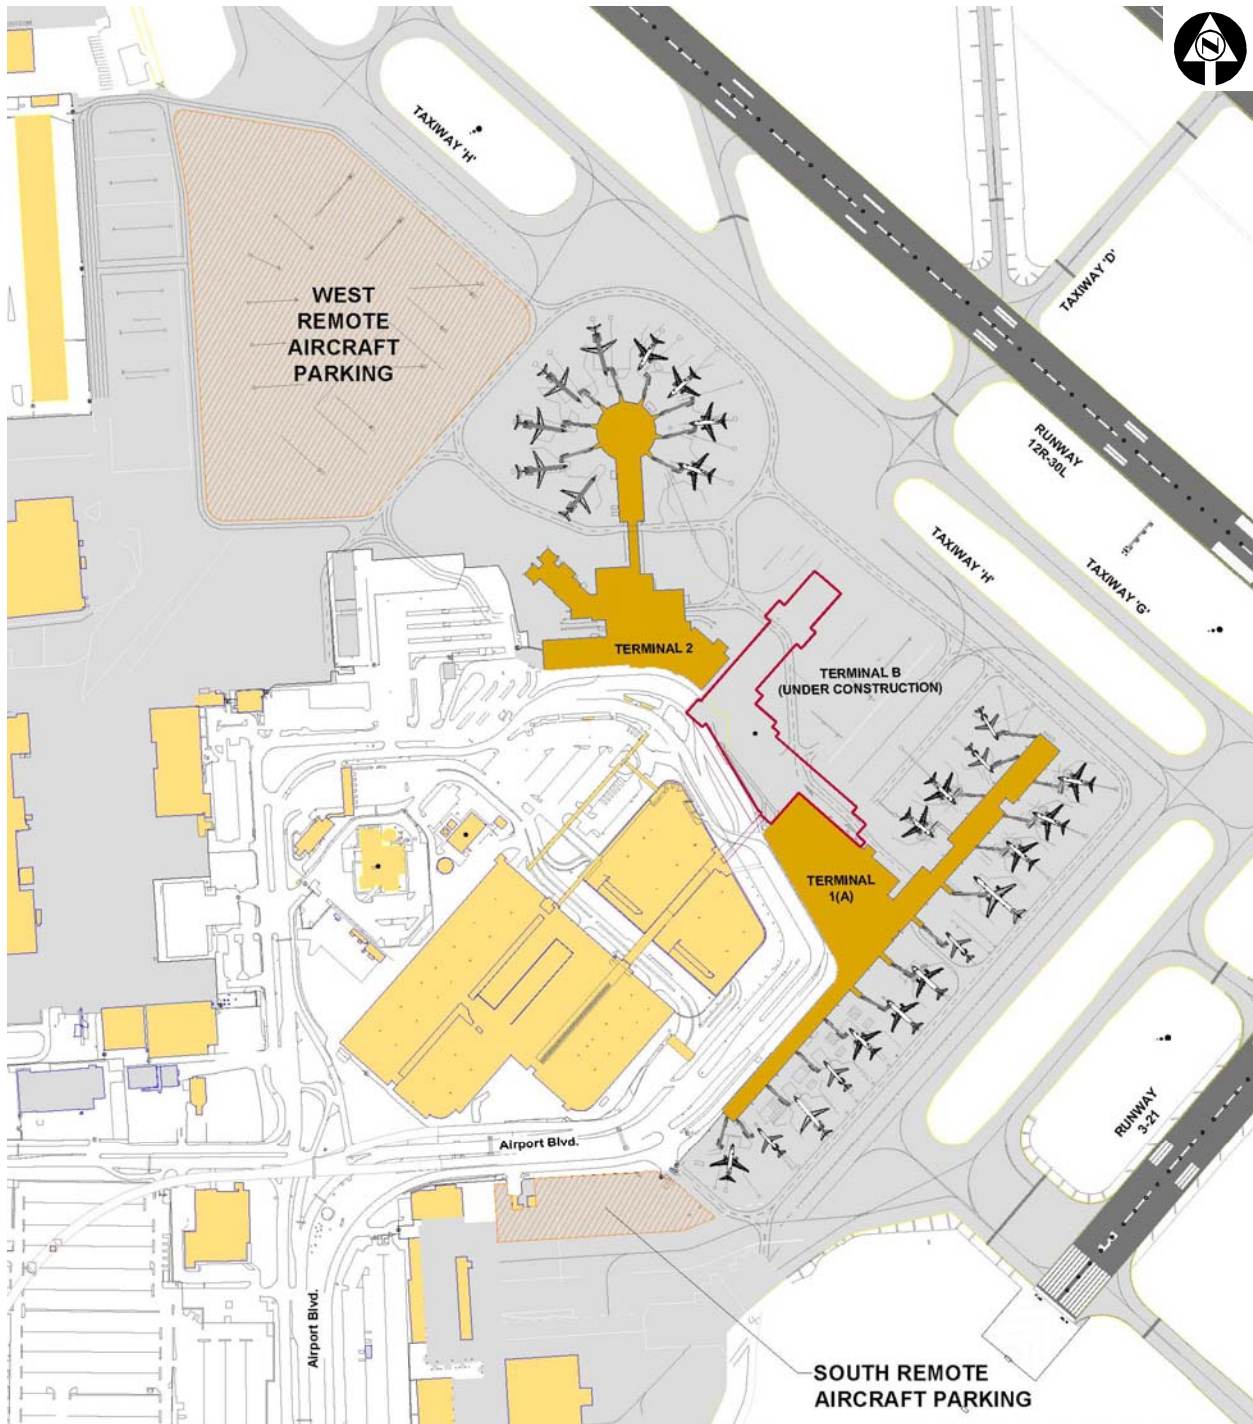 N
TAXIWAY 'H'
TAXIWAY 'D'
WEST
REMOTE
AIRCRAFT
PARKING
RUNWAY
12R-30L
TAXIWAY 'H'
TAXIWAY 'G'
TERMINAL 2
TERMINAL B
(UNDER CONSTRUCTION)
TERMINAL
1(A)
RUNWAY
3-21
Airport Blvd.
Airport Blvd.
SOUTH REMOTE
AIRCRAFT PARKING